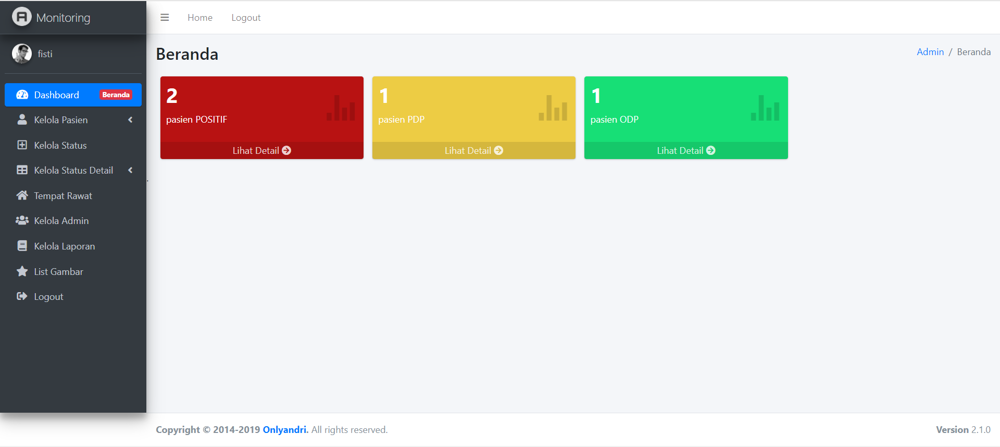 Monitoring
Home
Logout
fisti
Beranda
Admin / Beranda
Dashboard
Beranda
Kelola Pasien
Kelola Status
Kelola Status Detail
Tempat Rawat
Kelola Admin
Kelola Laporan
List Gambar
Logout
2
pasien POSITIF
Lihat Detail
1
pasien PDP
Lihat Detail
1
pasien ODP
Lihat Detail
.
Copyright © 2014-2019 Onlyandri. All rights reserved.
Version 2.1.0